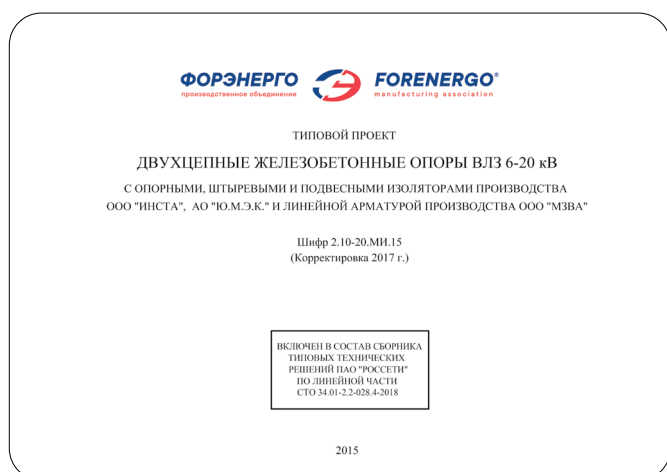 ФОРЭНЕРГО
производственное объединение
FORENERGO®
manufacturing association
ТИПОВОЙ ПРОЕКТ
ДВУХЦЕПНЫЕ ЖЕЛЕЗОБЕТОННЫЕ ОПОРЫ ВЛЗ 6-20 кВ
С ОПОРНЫМИ, ШТЫРЕВЫМИ И ПОДВЕСНЫМИ ИЗОЛЯТОРАМИ ПРОИЗВОДСТВА
ООО "ИНСТА", АО "Ю.М.Э.К." И ЛИНЕЙНОЙ АРМАТУРОЙ ПРОИЗВОДСТВА ООО "МЗВА"
Шифр 2.10-20.МИ.15
(Корректировка 2017 г.)
ВКЛЮЧЕН В СОСТАВ СБОРНИКА
ТИПОВЫХ ТЕХНИЧЕСКИХ
РЕШЕНИЙ ПАО "РОССЕТИ"
ПО ЛИНЕЙНОЙ ЧАСТИ
СТО 34.01-2.2-028.4-2018
2015